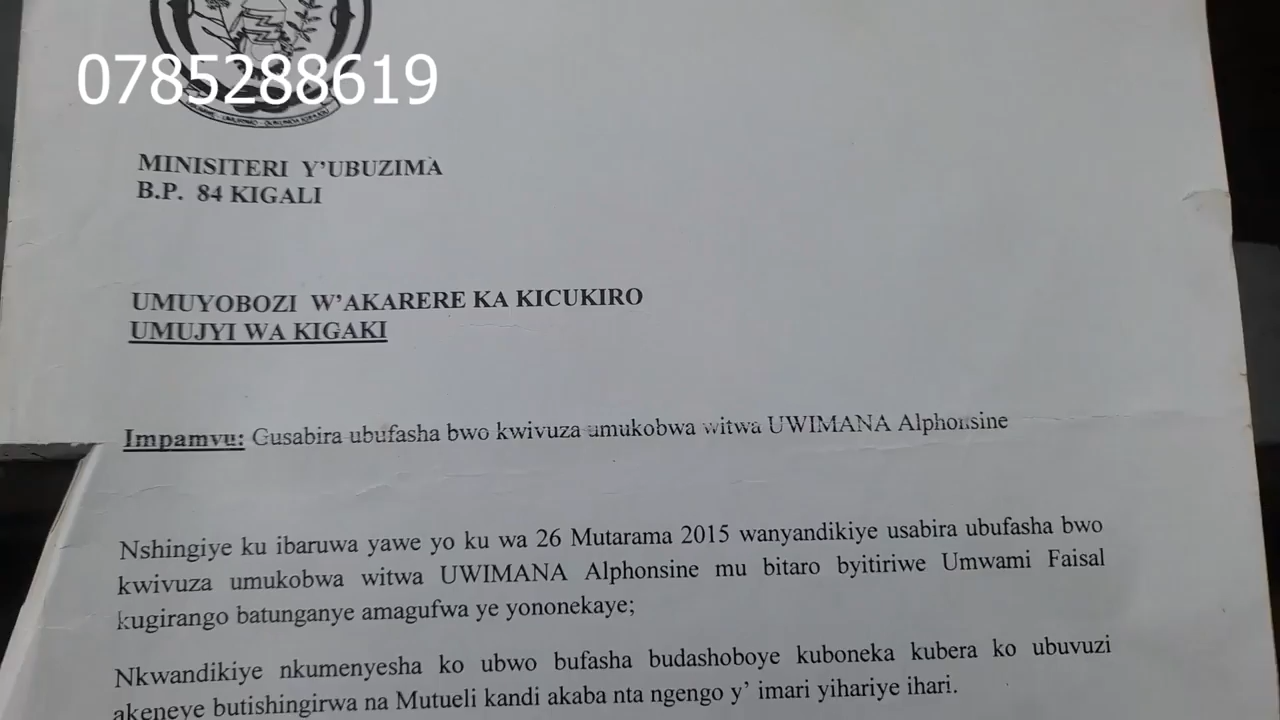 0785288619
MINISITERI Y'UBUZIMA
B.P. 84 KIGALI
UMUYOBOZI W'AKARERE KA KICUKIRO
UMUJYI WA KIGAKI
Impamvu: Gusabira ubufasha bwo kwivuza umukobwa witwa UWIMANA Alphonsine
Nshingiye ku ibaruwa yawe yo ku wa 26 Mutarama 2015 wanyandikiye usabira ubufasha bwo
kwivuza umukobwa witwa UWIMANA Alphonsine mu bitaro byitiriwe Umwami Faisal
kugirango batunganye amagufwa ye yononekaye;
Nkwandikiye nkumenyesha ko ubwo bufasha budashoboye kuboneka kubera ko ubuvuzi
akeneye butishingirwa na Mutueli kandi akaba nta ngengo y' imari yihariye ihari.